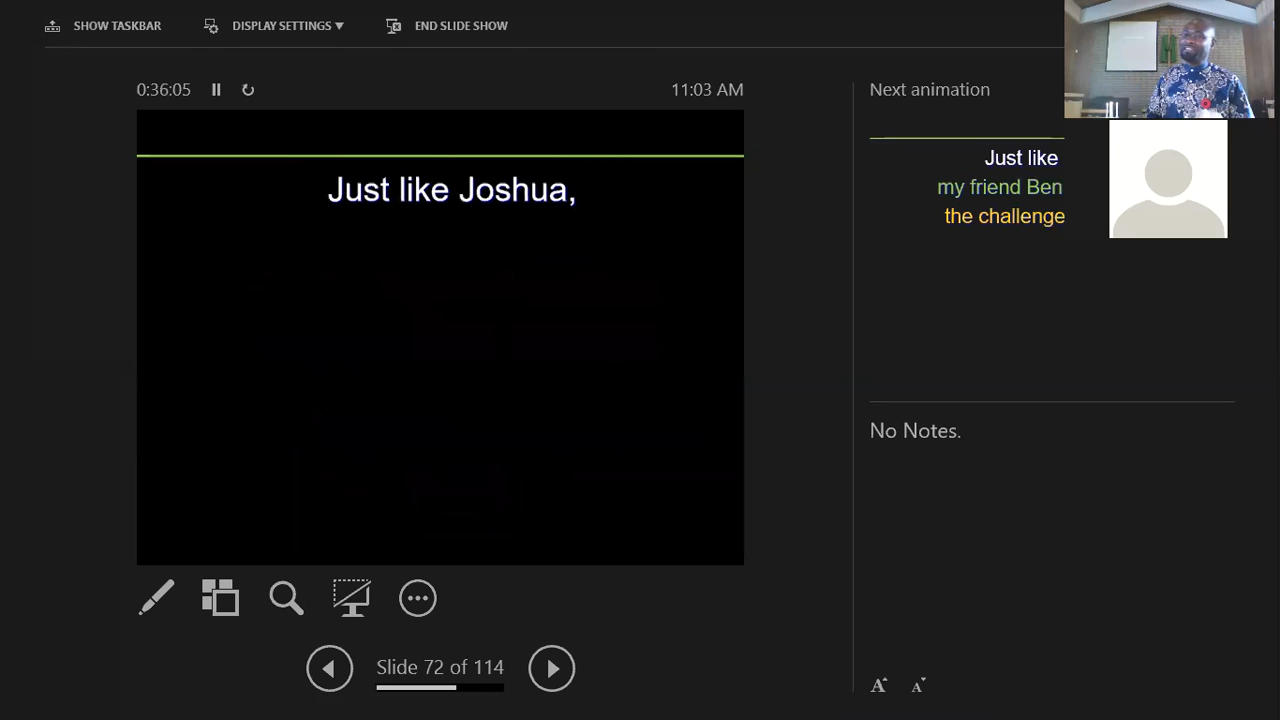 SHOW TASKBAR DISPLAY SETTINGS ▼ END SLIDE SHOW
0:36:05 11:03 AM
Just like Joshua,
Next animation
Just like
my friend Ben
the challenge
No Notes.
Slide 72 of 114
A A